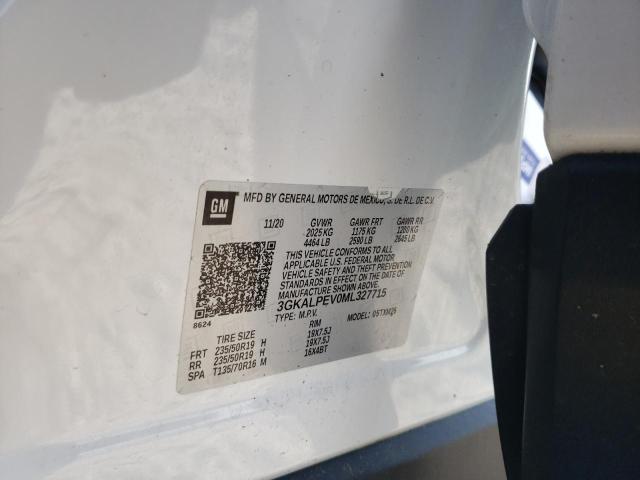 GM
MFD BY GENERAL MOTORS DE MEXICO, S. DE R.L. DE C.V.
11/20 GVWR GAWR FRT GAWR RR
2025 KG 1175 KG 1200 KG
4464 LB 2590 LB 2645 LB
THIS VEHICLE CONFORMS TO ALL
APPLICABLE U.S. FEDERAL MOTOR
VEHICLE SAFETY AND THEFT PREVENTION
STANDARDS IN EFFECT ON THE DATE OF
MANUFACTURE SHOWN ABOVE.
3GKALPEV0ML327715
8624
TYPE: M.P.V.
TIRE SIZE RIM
FRT 235/50R19 H 19X7.5J
RR 235/50R19 H 19X7.5J
SPA T135/70R16 M 16X4BT